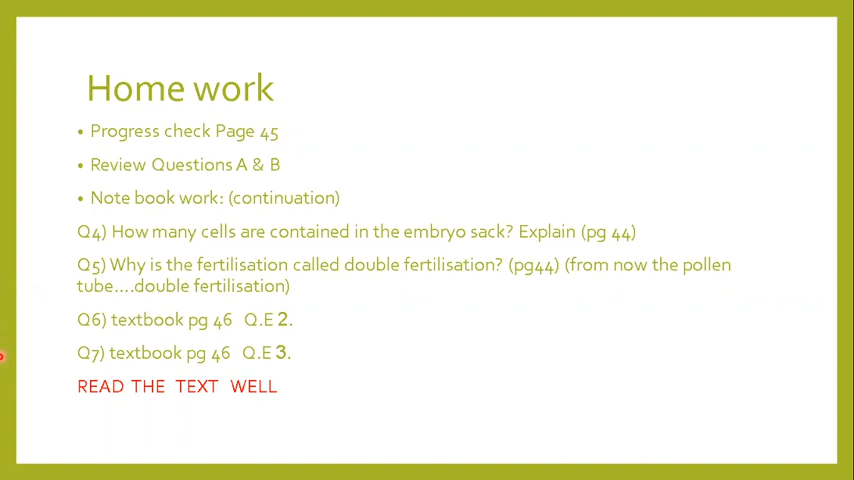 Home work
• Progress check Page 45
• Review Questions A & B
• Note book work: (continuation)
Q4) How many cells are contained in the embryo sack? Explain (pg 44)
Q5) Why is the fertilisation called double fertilisation? (pg44) (from now the pollen
tube....double fertilisation)
Q6) textbook pg 46 Q.E 2.
Q7) textbook pg 46 Q.E 3.
READ THE TEXT WELL